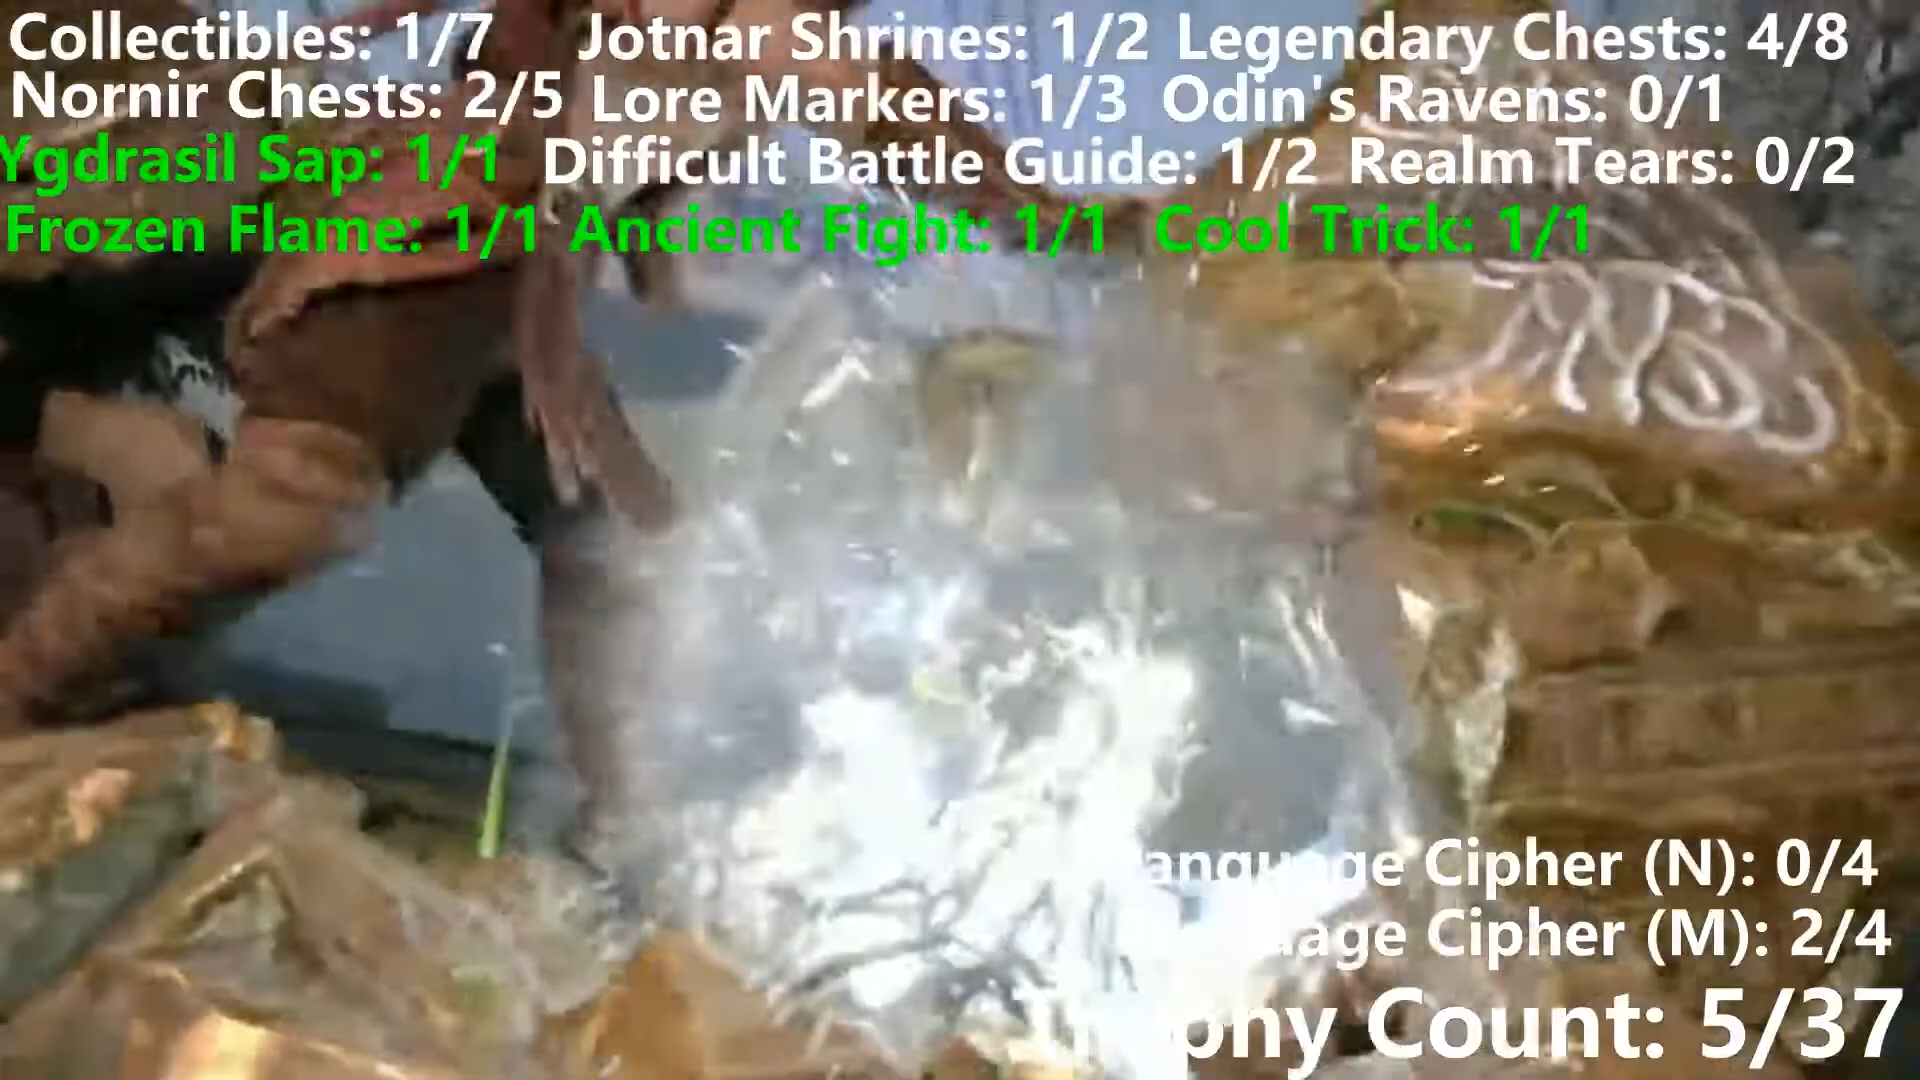 Collectibles: 1/7 Jotnar Shrines: 1/2 Legendary Chests: 4/8
Nornir Chests: 2/5 Lore Markers: 1/3 Odin's Ravens: 0/1
Ygdrasil Sap: 1/1 Difficult Battle Guide: 1/2 Realm Tears: 0/2
Frozen Flame: 1/1 Ancient Fight: 1/1 Cool Trick: 1/1
Language Cipher (N): 0/4
Cipher (M): 2/4
Trophy Count: 5/37